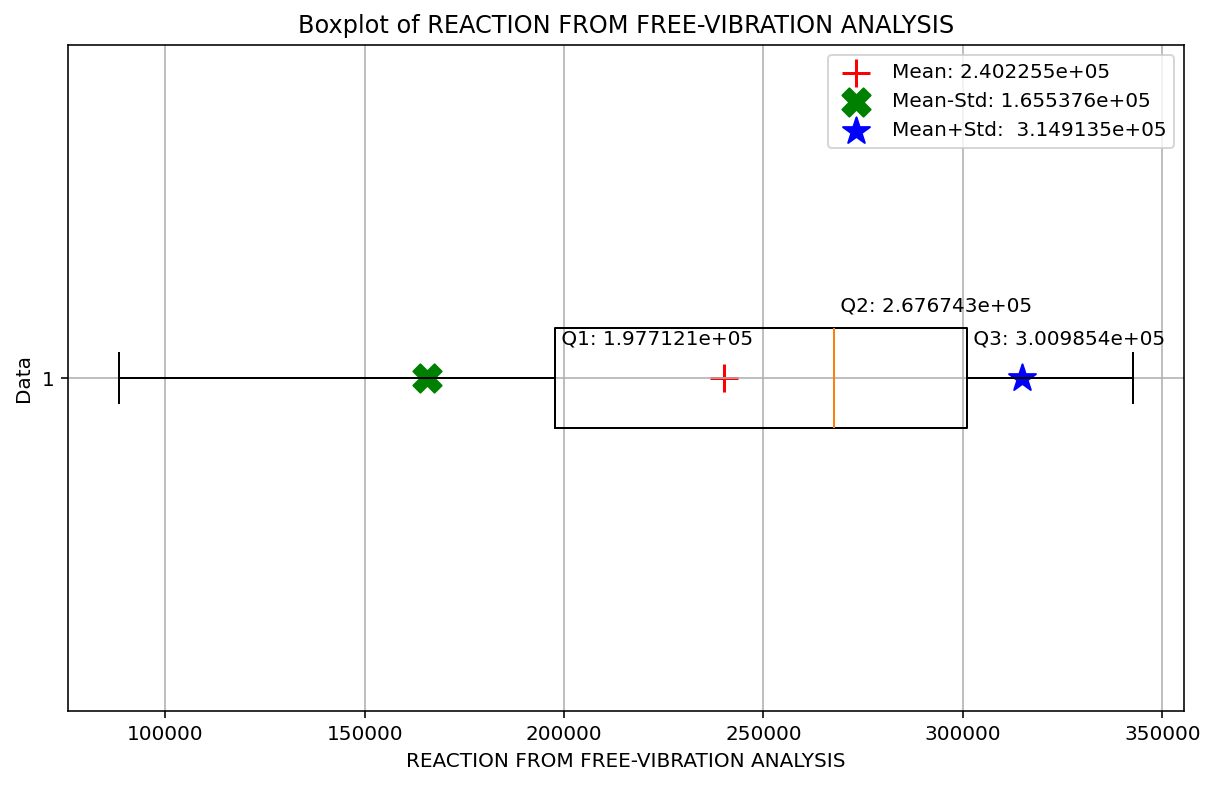 Boxplot of REACTION FROM FREE-VIBRATION ANALYSIS
Mean: 2.402255e+05
Mean-Std: 1.655376e+05
Mean+Std:  3.149135e+05
Q2: 2.676743e+05
Q1: 1.977121e+05
Q3: 3.009854e+05
Data
1
100000 150000 200000 250000 300000 350000
REACTION FROM FREE-VIBRATION ANALYSIS